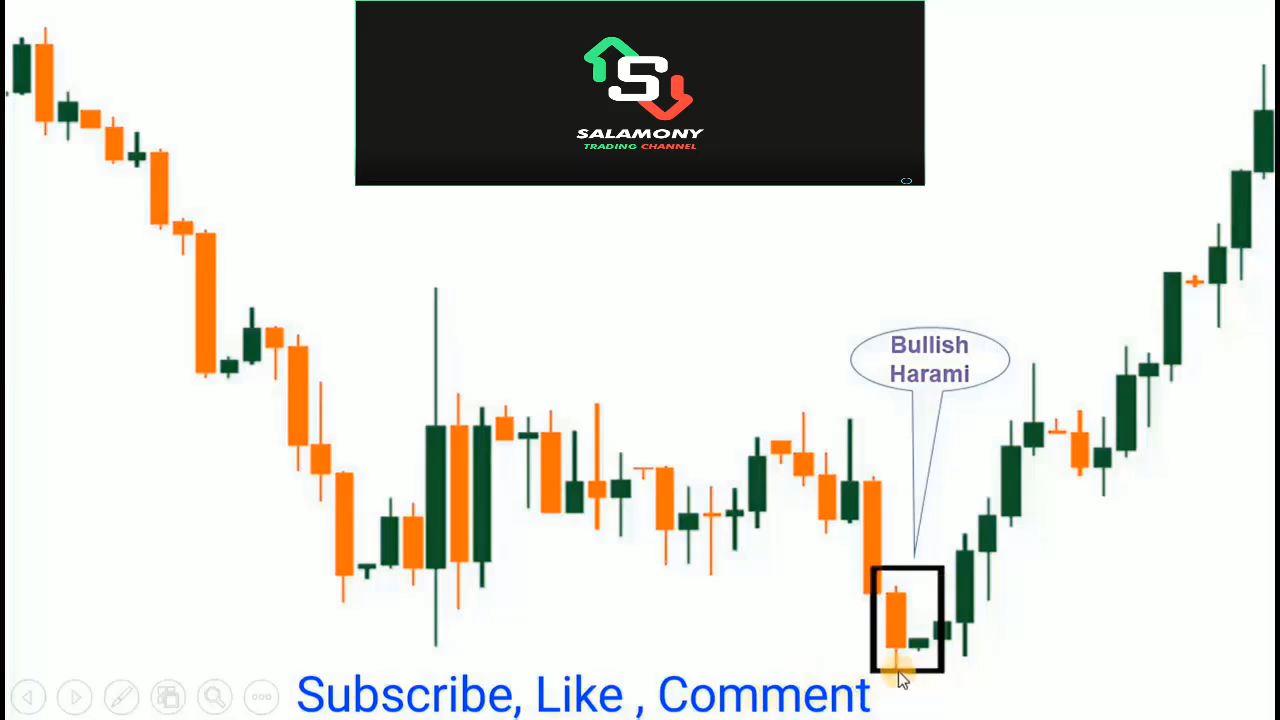 S
SALAMONY
TRADING CHANNEL
Bullish
Harami
Subscribe, Like , Comment